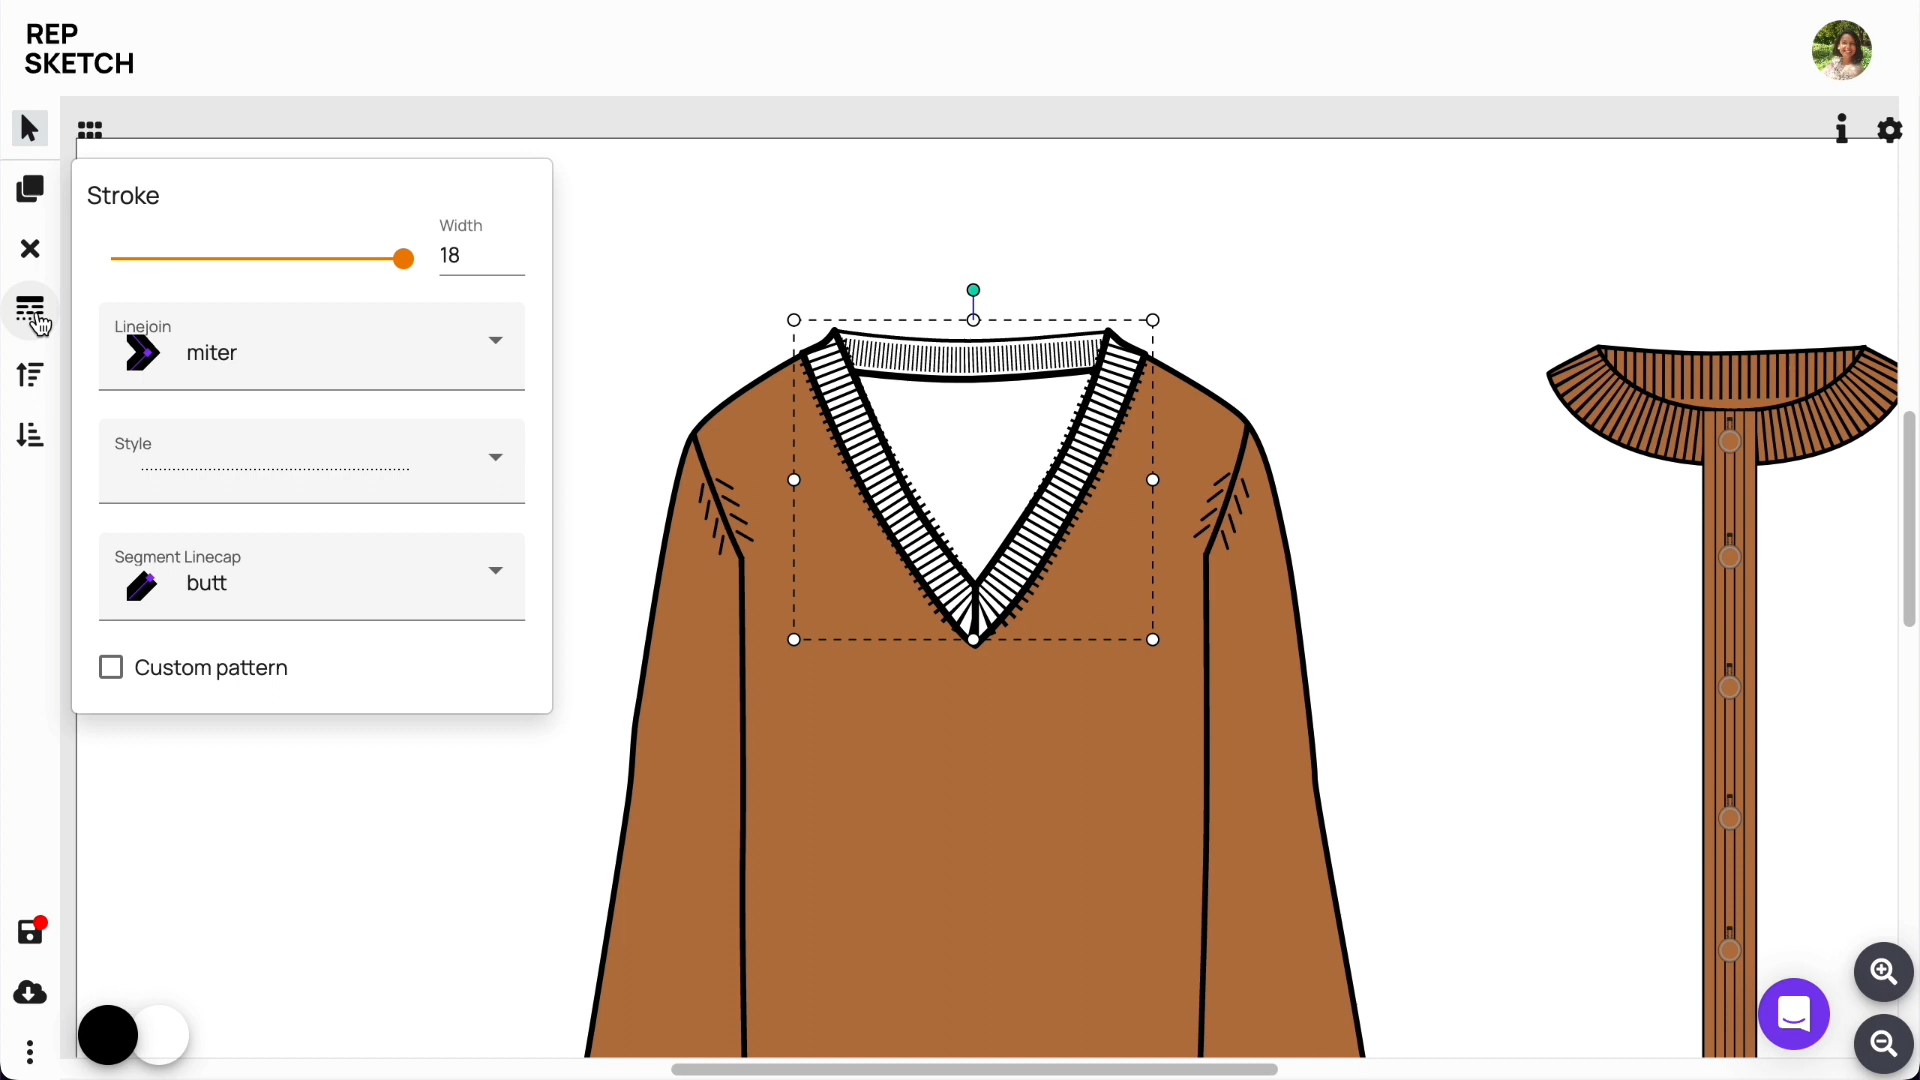 REP
SKETCH
Stroke
Width
18
Linejoin
miter
Style
Segment Linecap
butt
Custom pattern